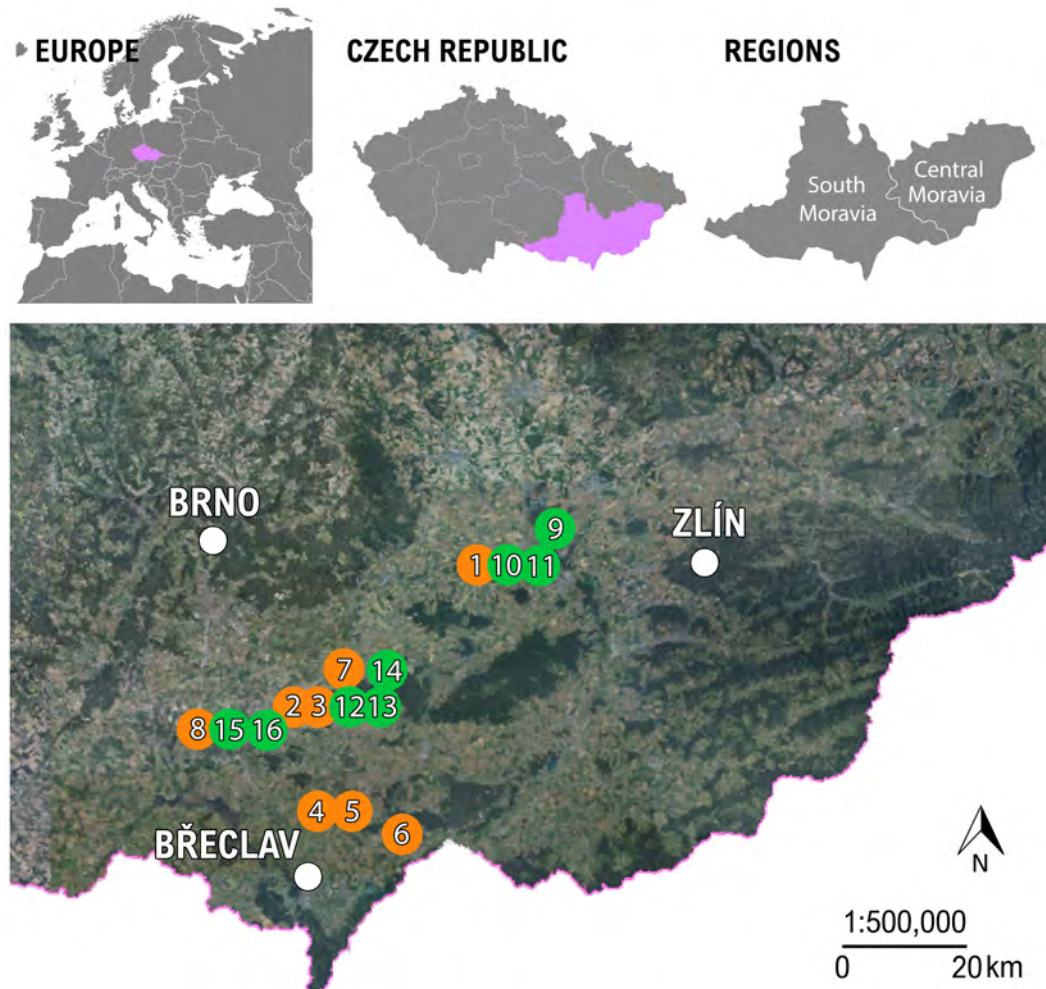 EUROPE
CZECH REPUBLIC
REGIONS
South
Moravia
Central
Moravia
BRNO
ZLÍN
9
1 10 11
7 14
2 3 12 13
8 15 16
4 5
6
BŘECLAV
N
1:500,000
0 20 km